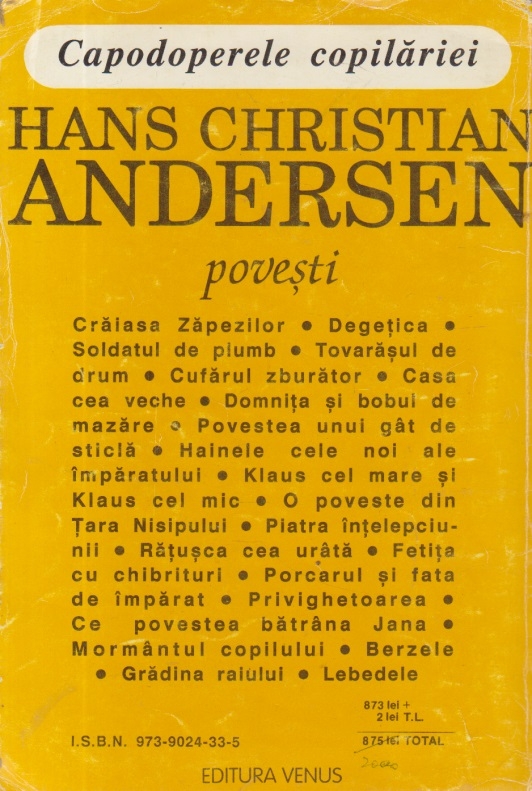 Capodoperele copilăriei
HANS CHRISTIAN
ANDERSEN
povești
Crăiasa Zăpezilor • Degețica •
Soldatul de plumb • Tovarășul de
drum • Cufărul zburător • Casa
cea veche • Domnița și bobul de
mazăre • Povestea unui gât de
sticlă • Hainele cele noi ale
împăratului • Klaus cel mare și
Klaus cel mic • O poveste din
Țara Nisipului • Piatra înțelepciu-
nii • Rățușca cea urâtă • Fetița
cu chibrituri • Porcarul și fata
de împărat • Privighetoarea •
Ce povestea bătrâna Jana •
Mormântul copilului • Berzele
• Grădina raiului • Lebedele
873 lei +
2 lei T.L.
875 lei TOTAL
I.S.B.N. 973-9024-33-5
EDITURA VENUS